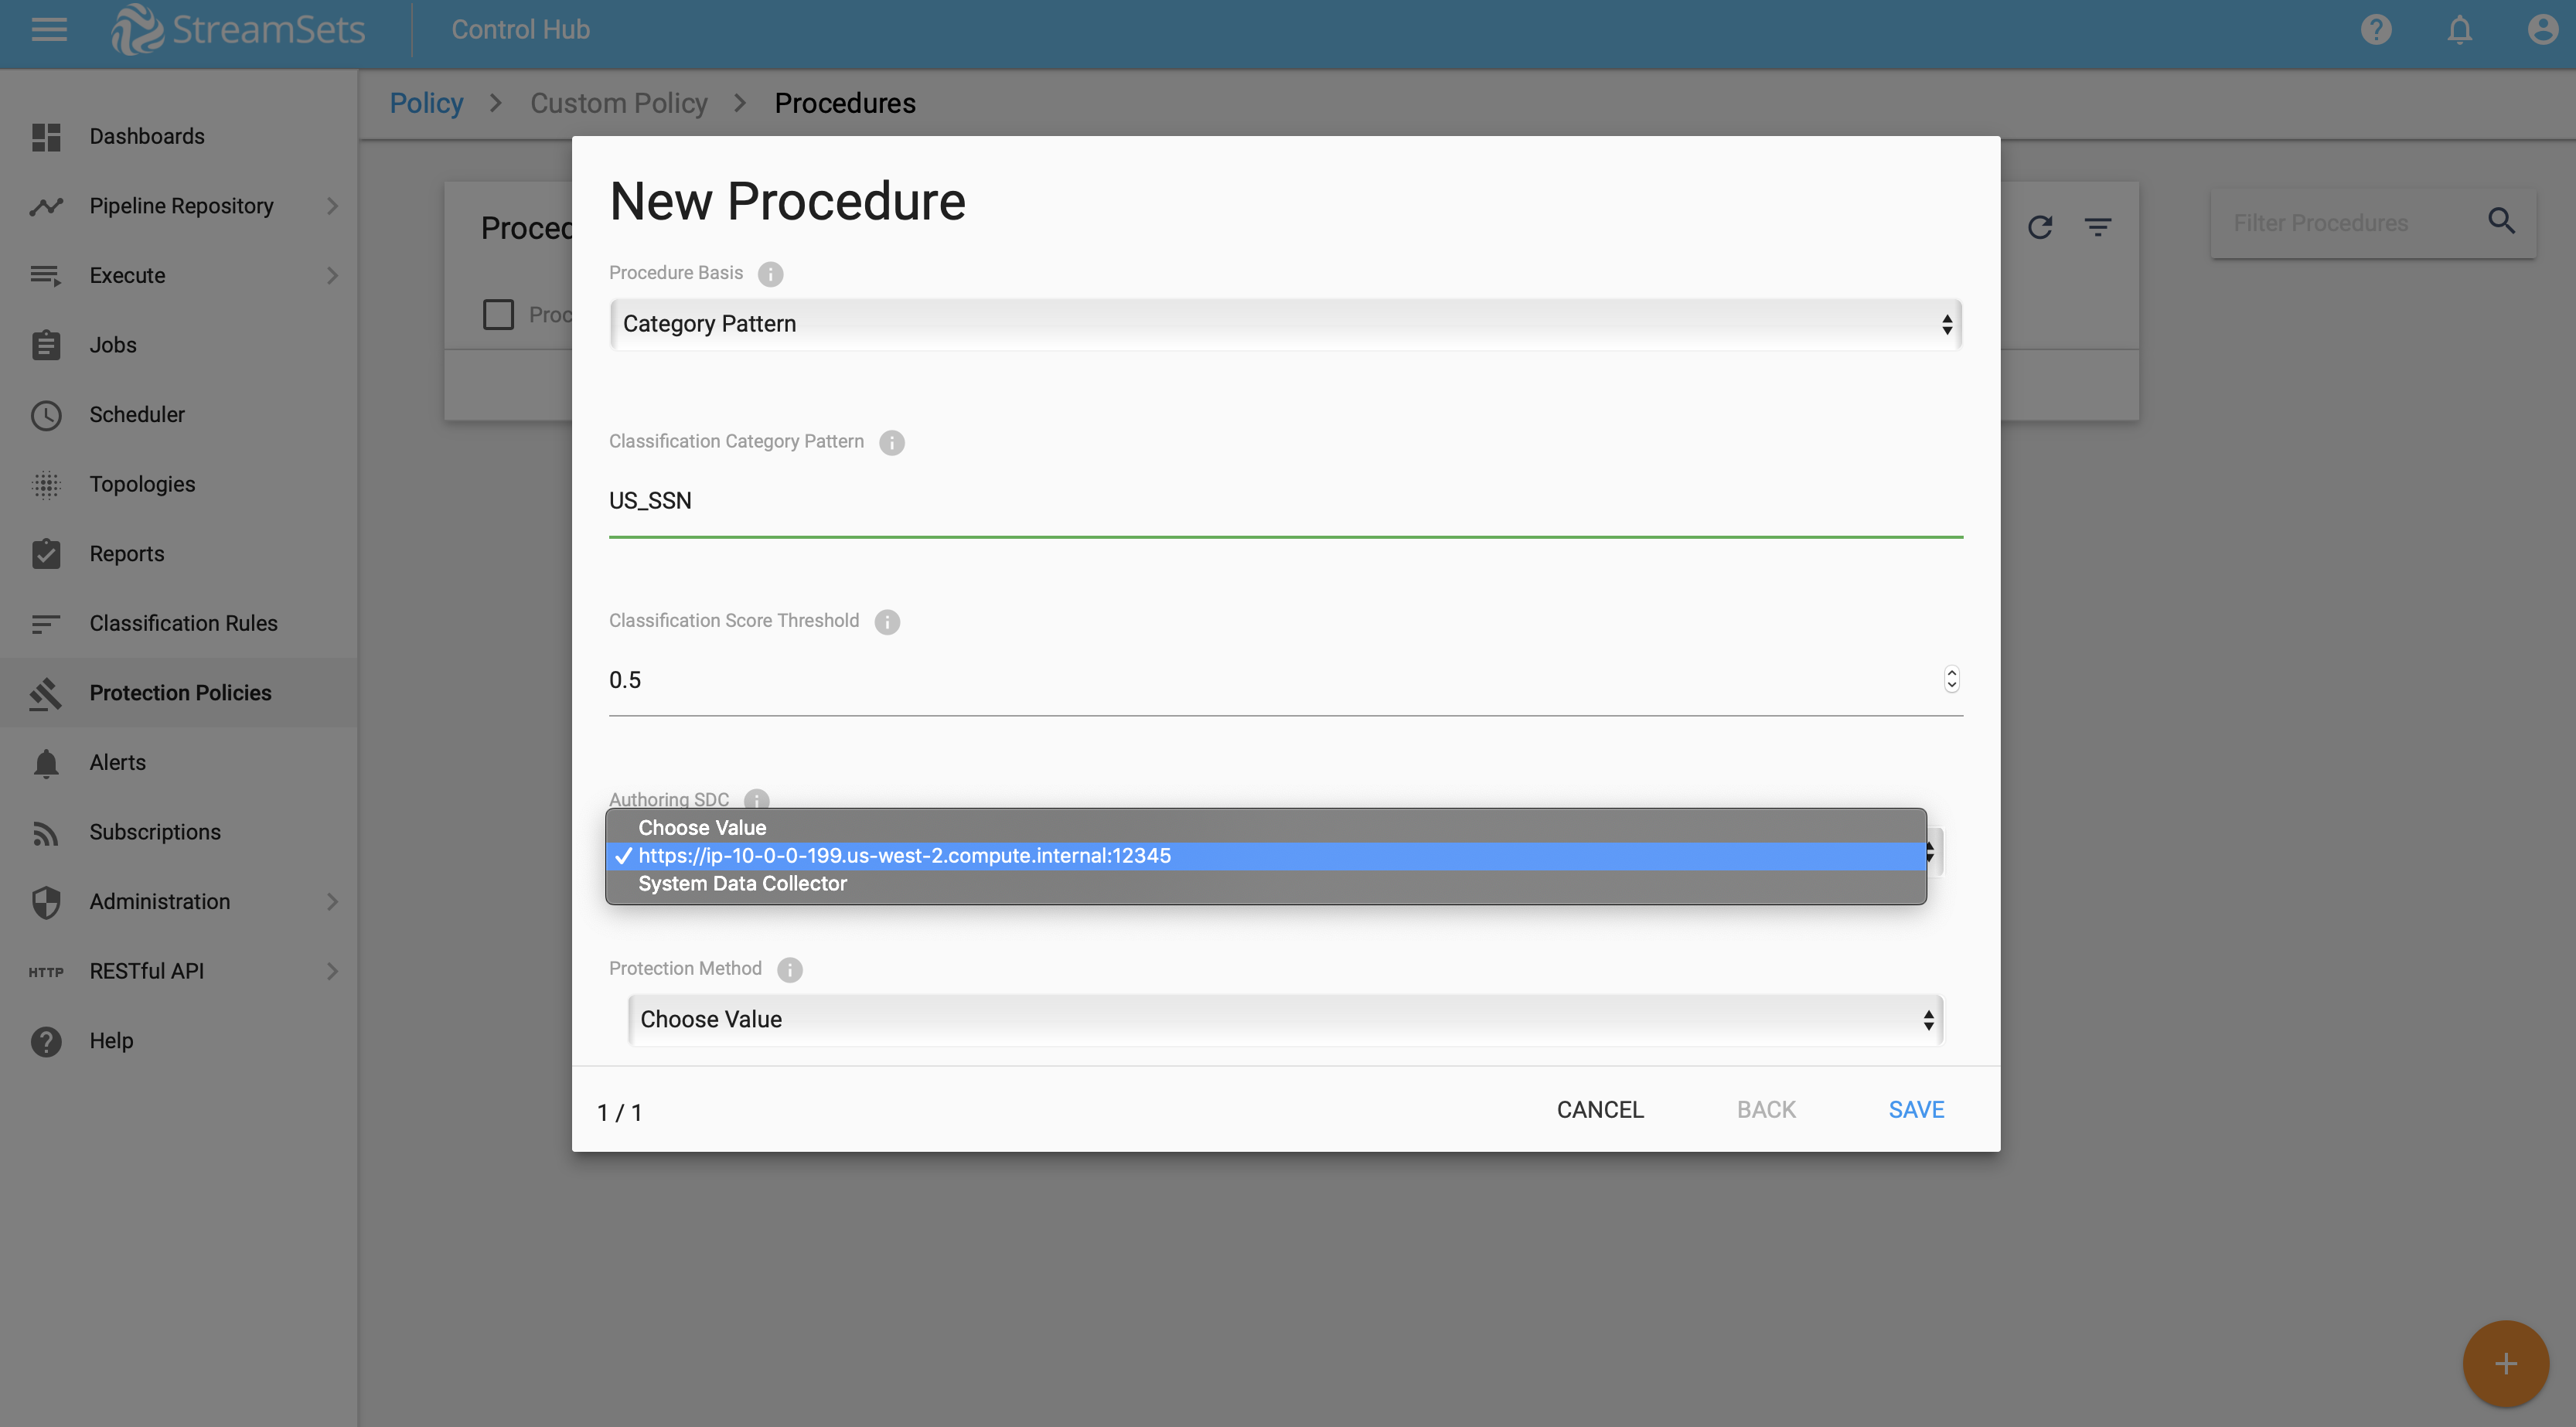 StreamSets
Control Hub
Dashboards
Pipeline Repository
Execute
Jobs
Scheduler
Topologies
Reports
Classification Rules
Protection Policies
Alerts
Subscriptions
Administration
HTTP RESTful API
Help
Policy > Custom Policy > Procedures
Filter Procedures
New Procedure
Procedure Basis
Category Pattern
Classification Category Pattern
US_SSN
Classification Score Threshold
0.5
Authoring SDC
Choose Value
✓ https://ip-10-0-0-199.us-west-2.compute.internal:12345
System Data Collector
Protection Method
Choose Value
1 / 1
CANCEL
BACK
SAVE